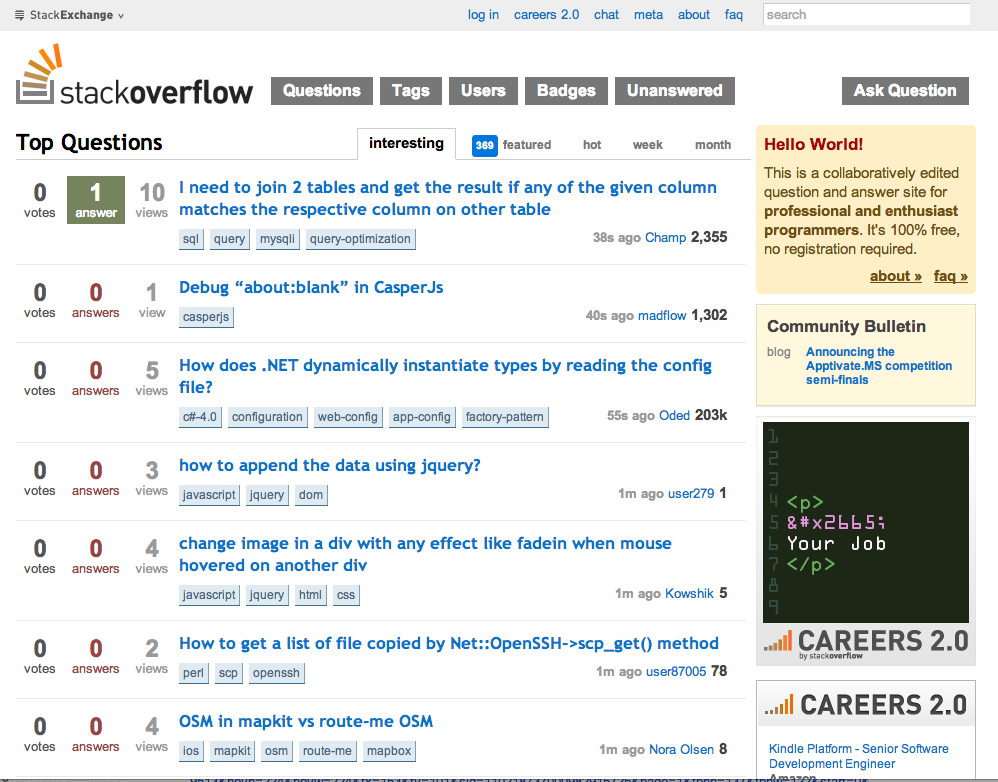 StackExchange
log in careers 2.0 chat meta about faq
search
stackoverflow
Questions Tags Users Badges Unanswered
Ask Question
Top Questions
interesting 369 featured hot week month
0 votes 1 answer 10 views
I need to join 2 tables and get the result if any of the given column
matches the respective column on other table
sql query mysqli query-optimization
38s ago Champ 2,355
0 votes 0 answers 1 view
Debug “about:blank” in CasperJs
casperjs
40s ago madflow 1,302
0 votes 0 answers 5 views
How does .NET dynamically instantiate types by reading the config
file?
c#-4.0 configuration web-config app-config factory-pattern
55s ago Oded 203k
0 votes 0 answers 3 views
how to append the data using jquery?
javascript jquery dom
1m ago user279 1
0 votes 0 answers 4 views
change image in a div with any effect like fadein when mouse
hovered on another div
javascript jquery html css
1m ago Kowshik 5
0 votes 0 answers 2 views
How to get a list of file copied by Net::OpenSSH->scp_get() method
perl scp openssh
1m ago user87005 78
0 votes 0 answers 4 views
OSM in mapkit vs route-me OSM
ios mapkit osm route-me mapbox
1m ago Nora Olsen 8
Hello World!
This is a collaboratively edited
question and answer site for
professional and enthusiast
programmers. It's 100% free,
no registration required.
about » faq »
Community Bulletin
blog Announcing the
Apptivate.MS competition
semi-finals
1
2
3
4 <p>
5 &#x2665;
6 Your Job
7 </p>
8
9
CAREERS 2.0
by stackoverflow
CAREERS 2.0
Kindle Platform - Senior Software
Development Engineer
Amazon